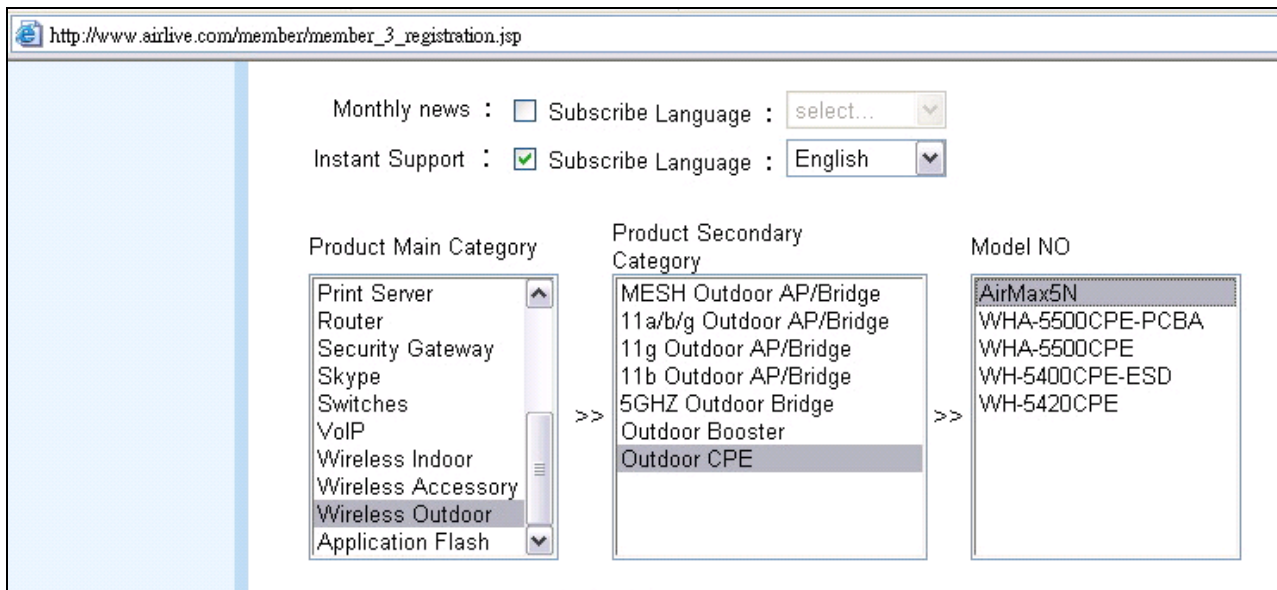 http://www.airlive.com/member/member_3_registration.jsp
Monthly news : Subscribe Language : select...
Instant Support : Subscribe Language : English
Product Main Category
Print Server
Router
Security Gateway
Skype
Switches
VoIP
Wireless Indoor
Wireless Accessory
Wireless Outdoor
Application Flash
>>
Product Secondary
Category
MESH Outdoor AP/Bridge
11a/b/g Outdoor AP/Bridge
11g Outdoor AP/Bridge
11b Outdoor AP/Bridge
5GHZ Outdoor Bridge
Outdoor Booster
Outdoor CPE
>>
Model NO
AirMax5N
WHA-5500CPE-PCBA
WHA-5500CPE
WH-5400CPE-ESD
WH-5420CPE